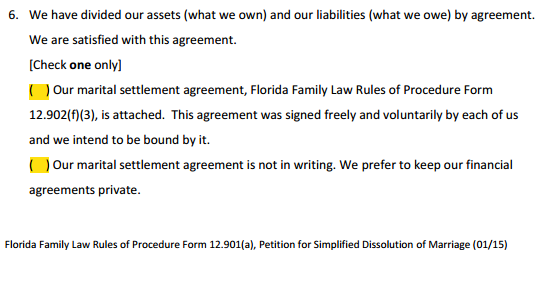 6. We have divided our assets (what we own) and our liabilities (what we owe) by agreement.
We are satisfied with this agreement.
[Check one only]
( ) Our marital settlement agreement, Florida Family Law Rules of Procedure Form
12.902(f)(3), is attached. This agreement was signed freely and voluntarily by each of us
and we intend to be bound by it.
( ) Our marital settlement agreement is not in writing. We prefer to keep our financial
agreements private.
Florida Family Law Rules of Procedure Form 12.901(a), Petition for Simplified Dissolution of Marriage (01/15)